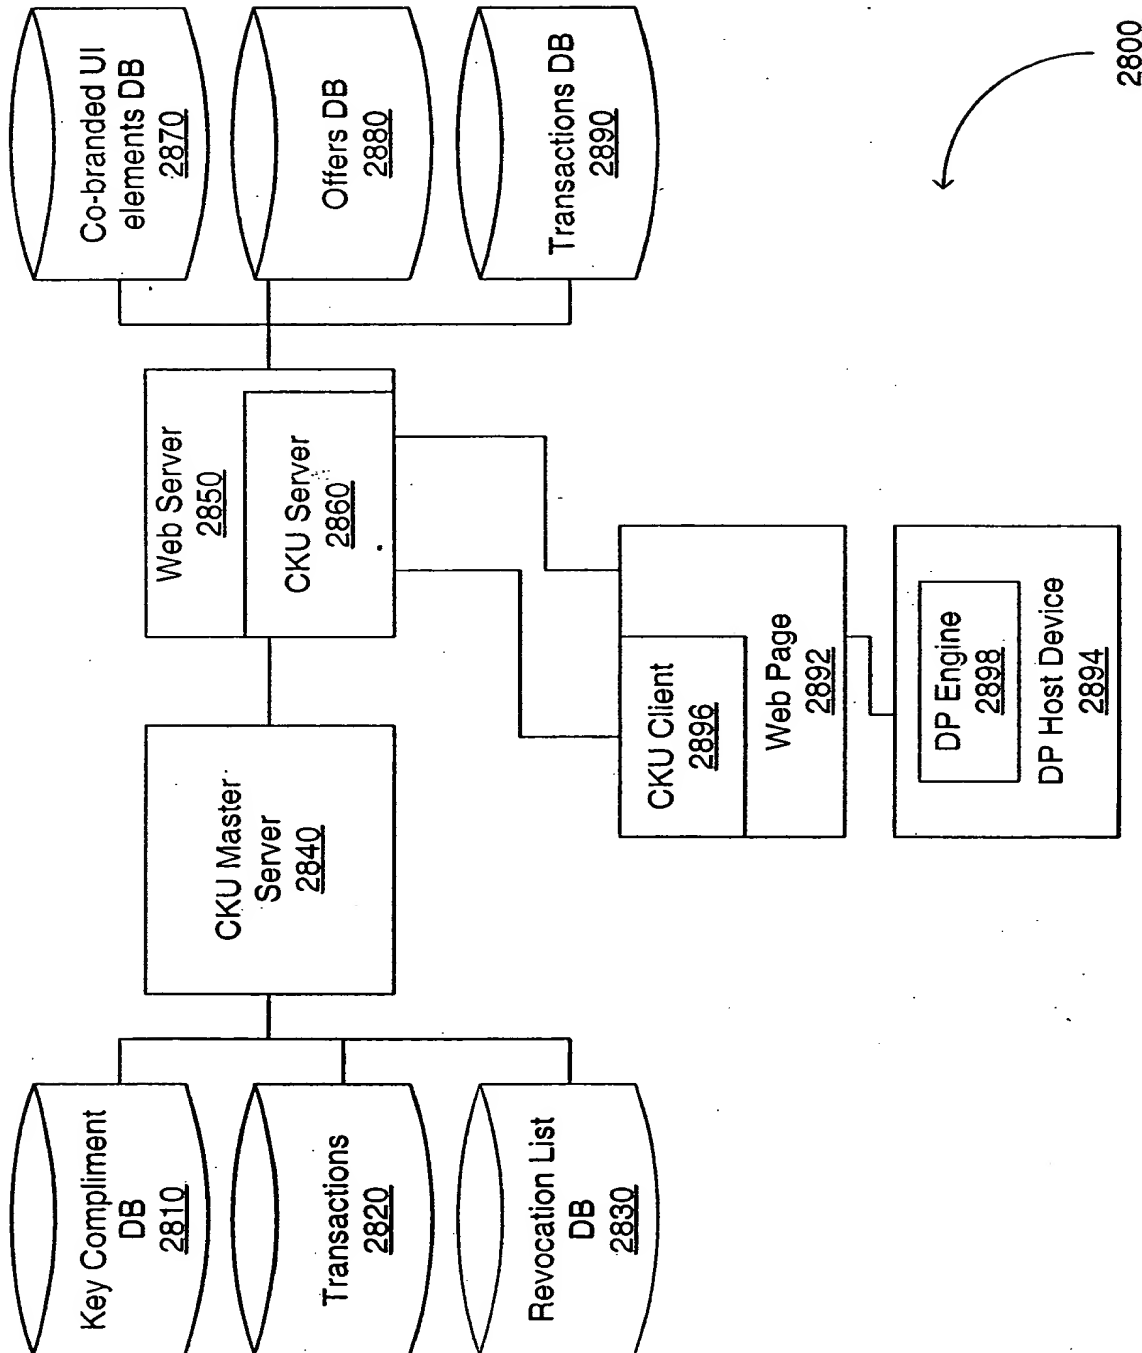 Key Compliment
DB
2810
Transactions
2820
Revocation List
DB
2830
CKU Master
Server
2840
Web Server
2850
CKU Server
2860
Co-branded UI
elements DB
2870
Offers DB
2880
Transactions DB
2890
CKU Client
2896
Web Page
2892
DP Engine
2898
DP Host Device
2894
2800